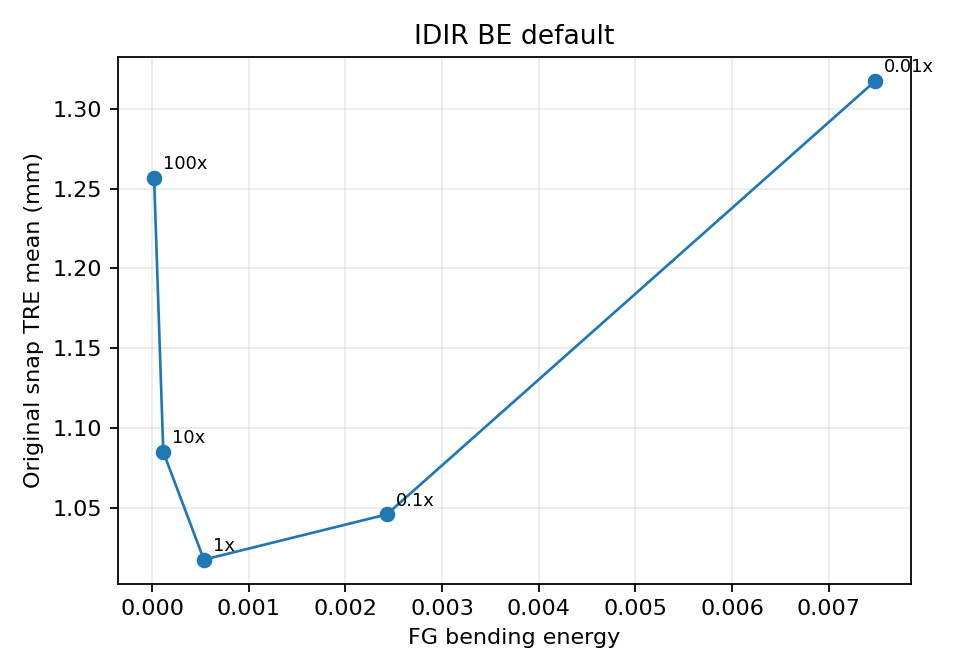 IDIR BE default
Original snap TRE mean (mm)
1.30
1.25
1.20
1.15
1.10
1.05
100x
10x
1x
0.1x
0.01x
0.000
0.001
0.002
0.003
0.004
0.005
0.006
0.007
FG bending energy